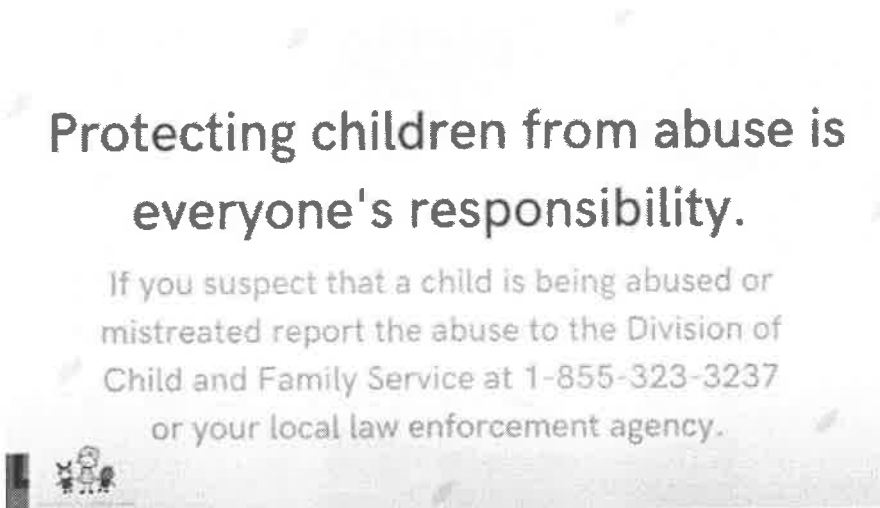 Protecting children from abuse is
everyone's responsibility.
If you suspect that a child is being abused or
mistreated report the abuse to the Division of
Child and Family Service at 1-855-323-3237
or your local law enforcement agency.